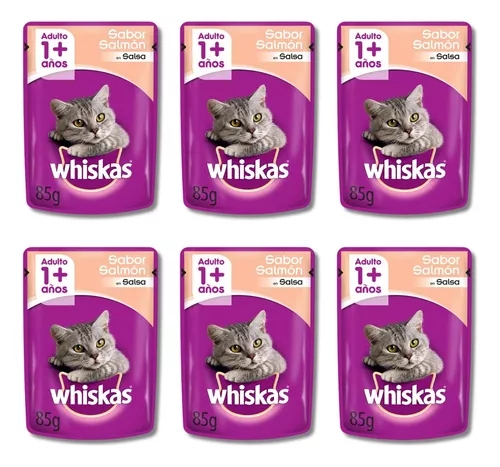 Adulto
1+
años
Sabor
Salmón
en Salsa
whiskas
85g
Adulto
1+
años
Sabor
Salmón
en Salsa
whiskas
85g
Adulto
1+
años
Sabor
Salmón
en Salsa
whiskas
85g
Adulto
1+
años
Sabor
Salmón
en Salsa
whiskas
85g
Adulto
1+
años
Sabor
Salmón
en Salsa
whiskas
85g
Adulto
1+
años
Sabor
Salmón
en Salsa
whiskas
85g